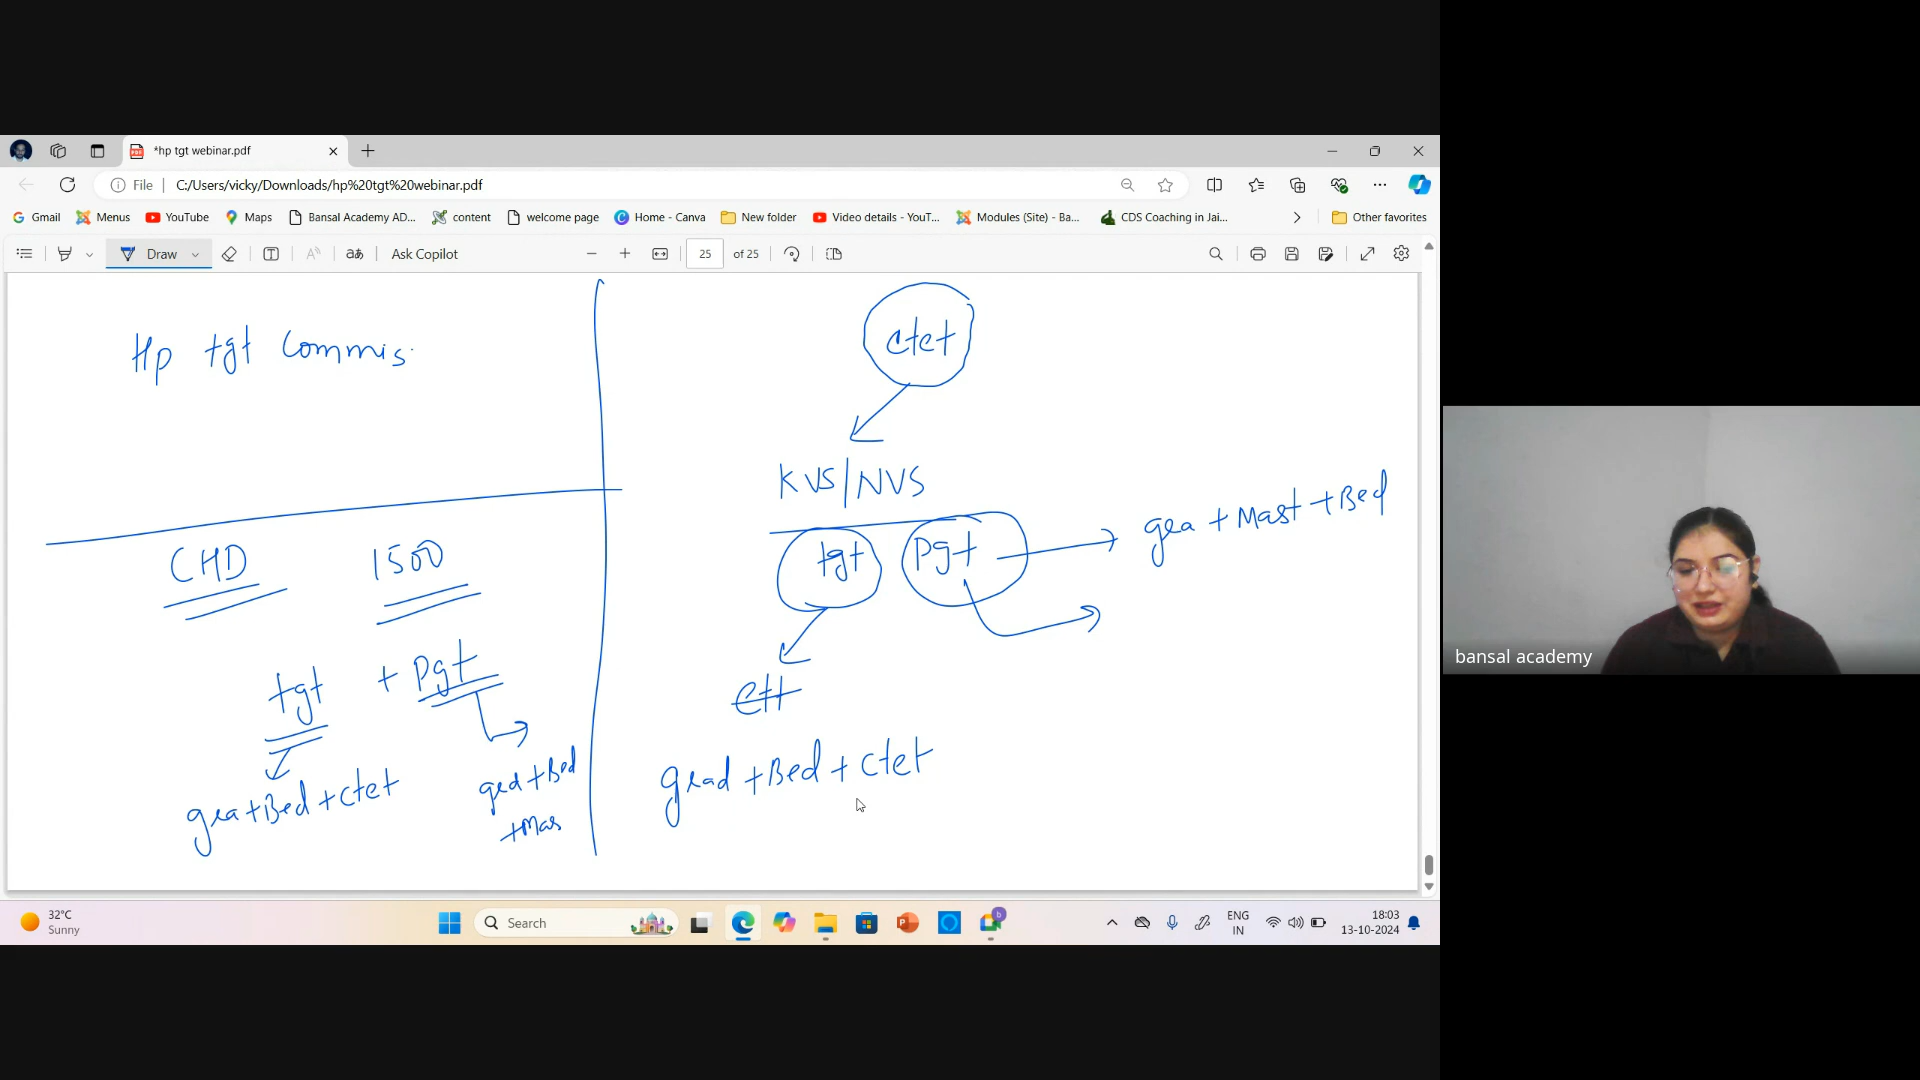 *hp tgt webinar.pdf
File | C:/Users/vicky/Downloads/hp%20tgt%20webinar.pdf
Gmail Menus YouTube Maps Bansal Academy AD... content welcome page Home - Canva New folder Video details - YouT... Modules (Site) - Ba... CDS Coaching in Jai... Other favorites
Draw aあ Ask Copilot 25 of 25
Hp tgt Commis.
CHD 1500
tgt + Pgt
gra+Bed+Ctet
grad+Bed
+Mas
Ctet
KVS/NVS
tgt Pgt
gra + Mast + Bed
Ctt
grad + Bed + Ctet
bansal academy
32°C
Sunny
Search
ENG
IN
18:03
13-10-2024